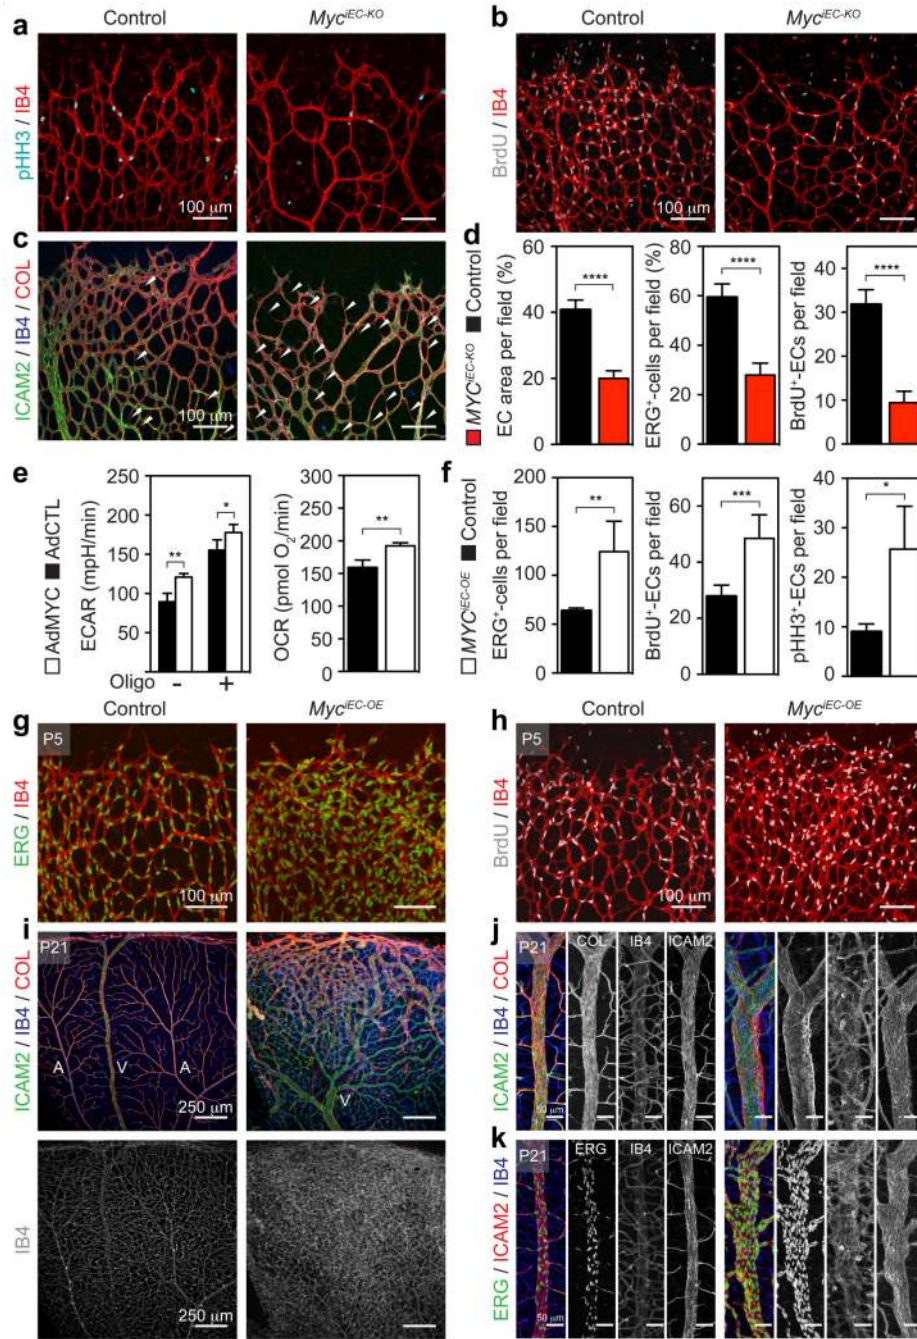 Control
Myc^iEC-KO
a
pHH3 / IB4
100 µm
Control
Myc^iEC-KO
b
BrdU / IB4
100 µm
c
ICAM2 / IB4 / COL
100 µm
d
Control
MYC^iEC-KO
EC area per field (%)
60
40
20
0
****
ERG⁺-cells per field (%)
80
60
40
20
0
****
BrdU⁺-ECs per field
30
20
10
0
****
e
AdMYC
AdCTL
ECAR (mpH/min)
250
200
150
100
50
**
*
Oligo
-
+
OCR (pmol O₂/min)
300
250
200
150
100
50
**
f
MYC^iEC-OE
Control
ERG⁺-cells per field
200
150
100
50
0
**
BrdU⁺-ECs per field
60
40
20
0
***
pHH3⁺-ECs per field
40
30
20
10
0
*
Control
Myc^iEC-OE
g
P5
ERG / IB4
100 µm
Control
Myc^iEC-OE
h
P5
BrdU / IB4
100 µm
i
P21
ICAM2 / IB4 / COL
A
V
A
250 µm
V
IB4
250 µm
j
P21
COL
IB4
ICAM2
ICAM2 / IB4 / COL
50 µm
k
P21
ERG
IB4
ICAM2
ERG / ICAM2 / IB4
50 µm